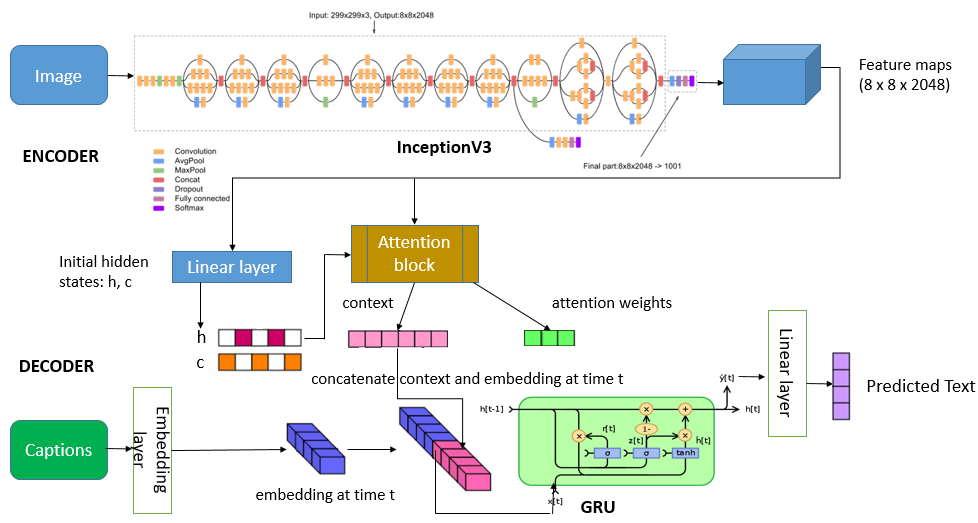 Input: 299x299x3, Output:8x8x2048
Image
Feature maps
(8 x 8 x 2048)
InceptionV3
ENCODER
Convolution
AvgPool
MaxPool
Concat
Dropout
Fully connected
Softmax
Final part:8x8x2048 -> 1001
Initial hidden
states: h, c
Linear layer
Attention
block
context
attention weights
h
c
DECODER
concatenate context and embedding at time t
Linear layer
Predicted Text
Captions
Embedding
layer
embedding at time t
h[t-1]
r[t]
z[t]
1-
ĥ[t]
σ
σ
tanh
×
×
+
×
ŷ[t]
h[t]
x[t]
GRU